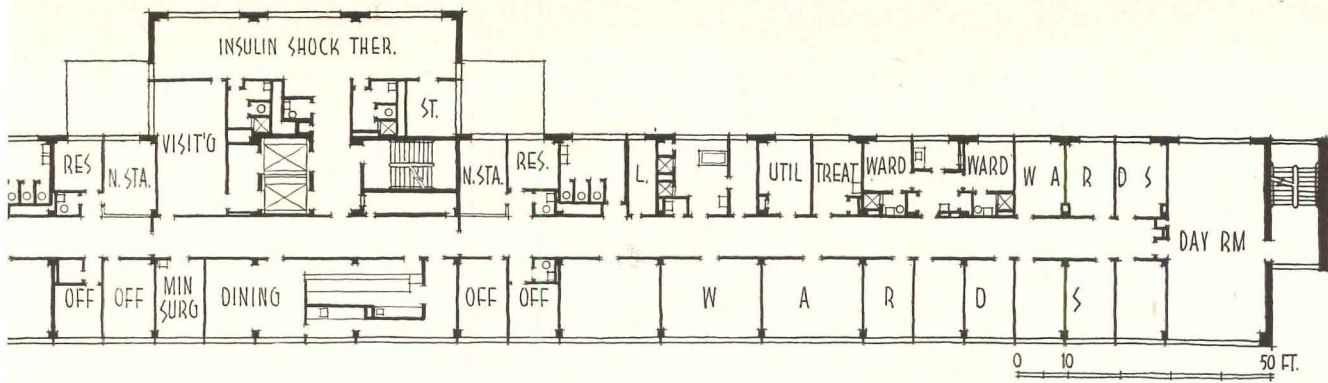 INSULIN SHOCK THER.
ST.
VISIT'G
RES
N. STA.
N. STA.
RES.
L.
UTIL
TREAT
WARD
WARD
W A R D S
DAY RM
OFF
OFF
MIN SURG
DINING
OFF
OFF
W A R D S
0 10 50 FT.